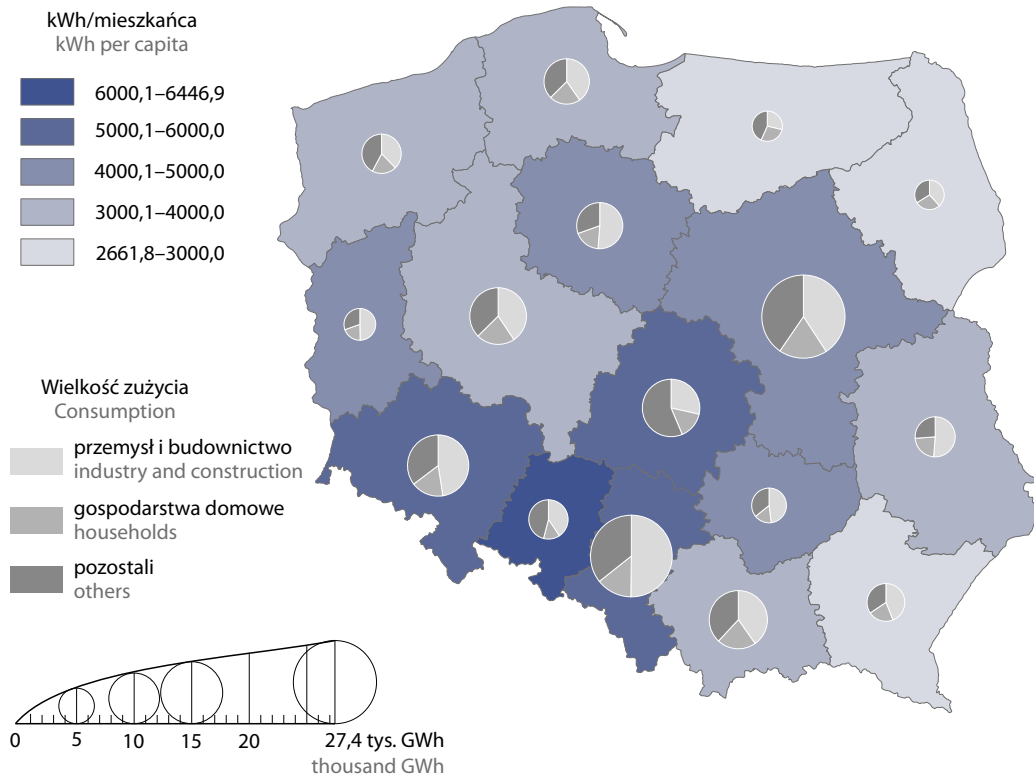 kWh/mieszkańca
kWh per capita
6000,1–6446,9
5000,1–6000,0
4000,1–5000,0
3000,1–4000,0
2661,8–3000,0
Wielkość zużycia
Consumption
przemysł i budownictwo
industry and construction
gospodarstwa domowe
households
pozostali
others
0 5 10 15 20 27,4 tys. GWh
thousand GWh